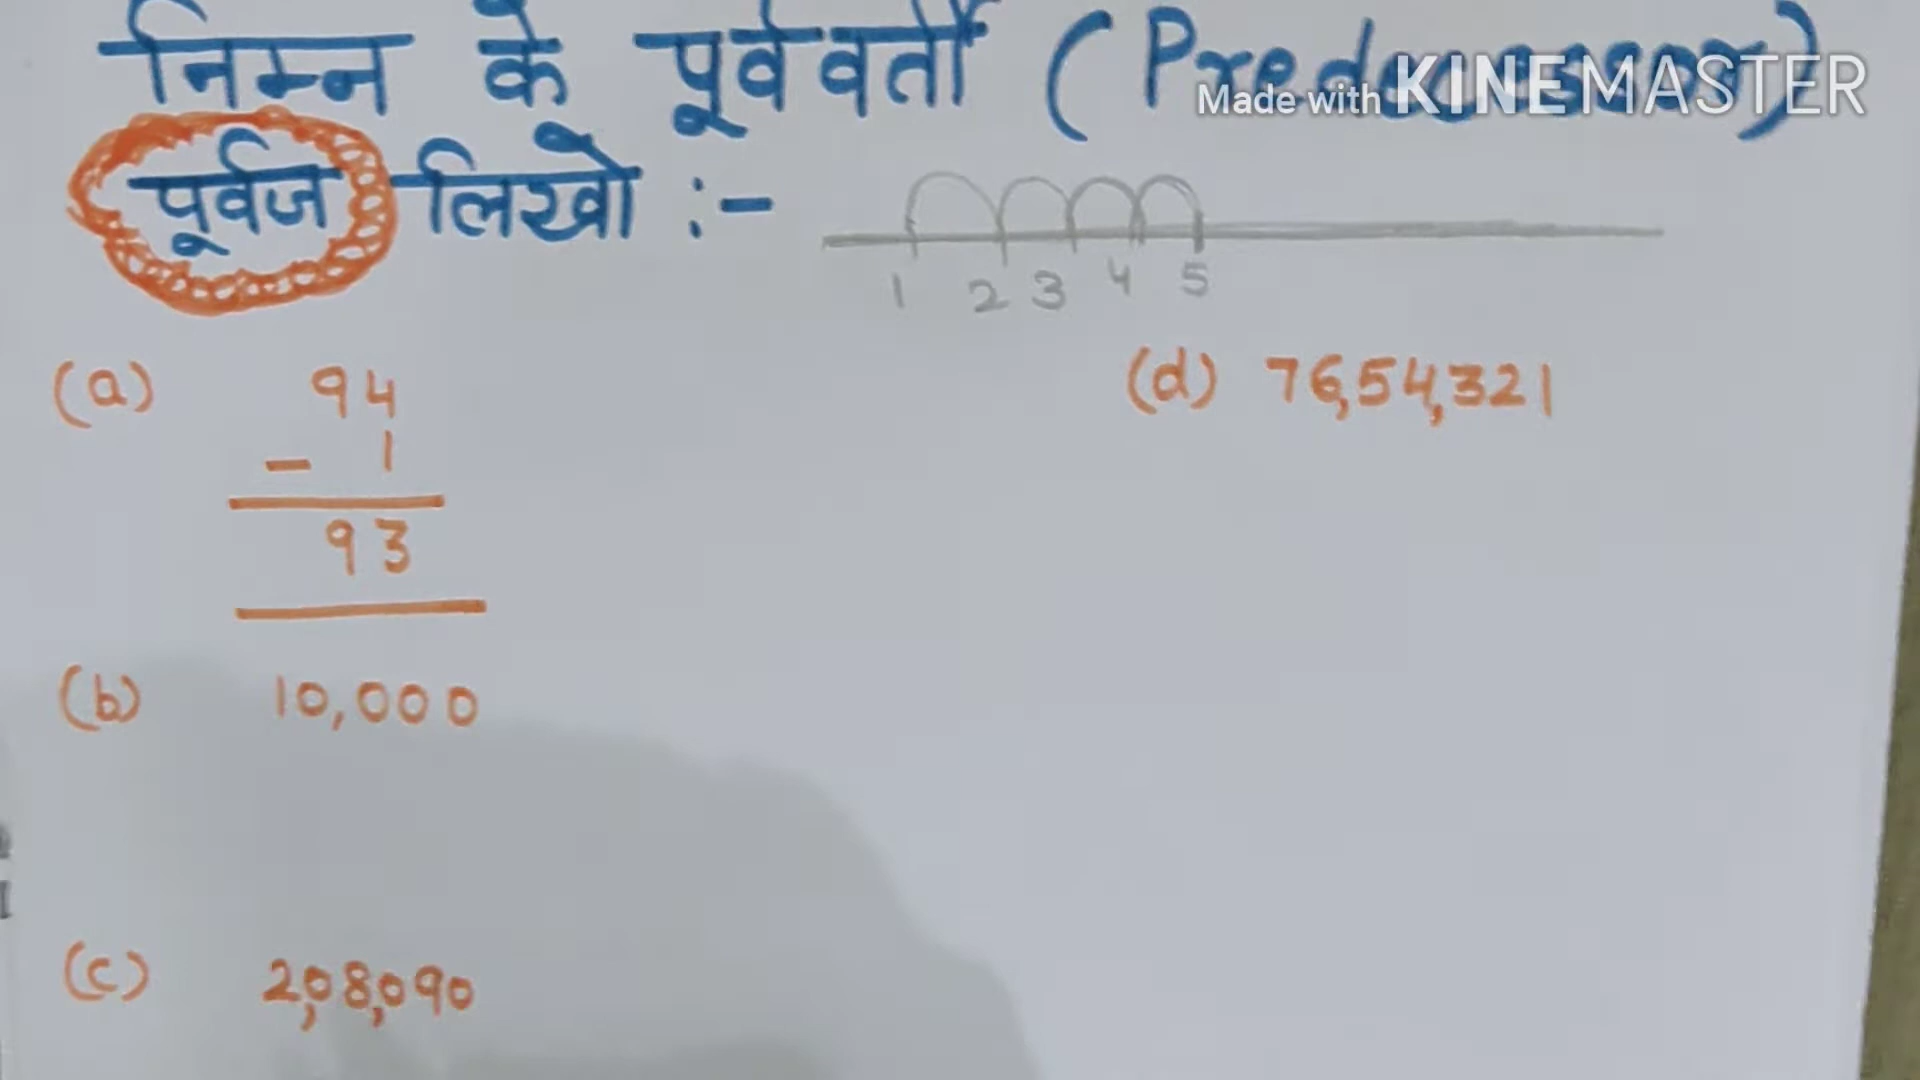 निम्न के पूर्ववर्ती (Predecessor)
Made with KINEMASTER
पूर्वज लिखो :-
1 2 3 4 5
(a) 94
- 1
93
(b) 10,000
(c) 2,08,090
(d) 76,54,321